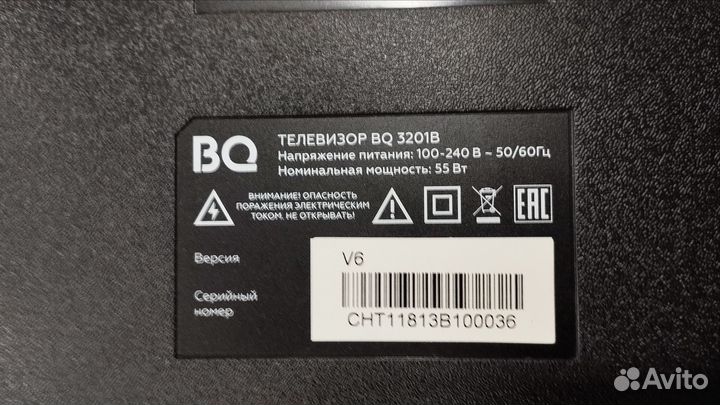 BQ
ТЕЛЕВИЗОР BQ 3201B
Напряжение питания: 100-240 В ~ 50/60Гц
Номинальная мощность: 55 Вт
ВНИМАНИЕ! ОПАСНОСТЬ
ПОРАЖЕНИЯ ЭЛЕКТРИЧЕСКИМ
ТОКОМ. НЕ ОТКРЫВАТЬ!
EAC
Версия
V6
Серийный
номер
CHT11813B100036
Avito